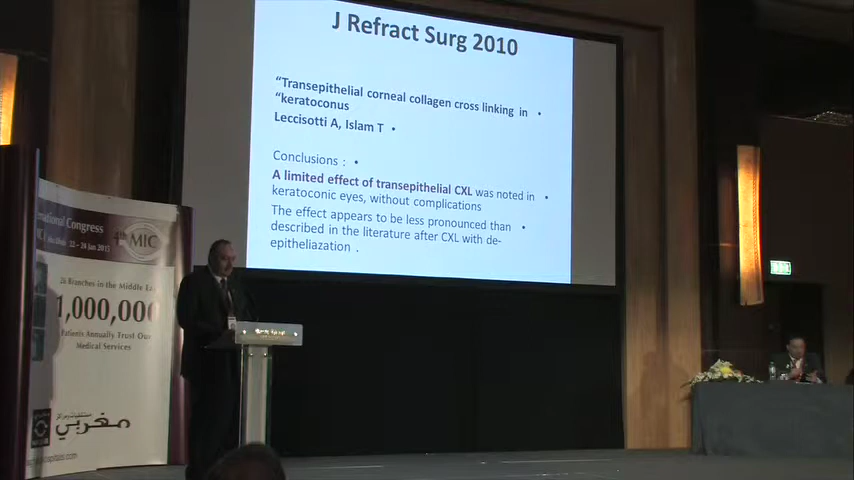 J Refract Surg 2010
“Transepithelial corneal collagen cross linking in •
“keratoconus
Leccisotti A, Islam T •
Conclusions : •
A limited effect of transepithelial CXL was noted in •
keratoconic eyes, without complications
The effect appears to be less pronounced than •
described in the literature after CXL with de-
epitheliazation .
national Congress
4th MIC
26 Branches in the Middle Ea
1,000,000
Patients Annually Trust Our
Medical Services
مغربي